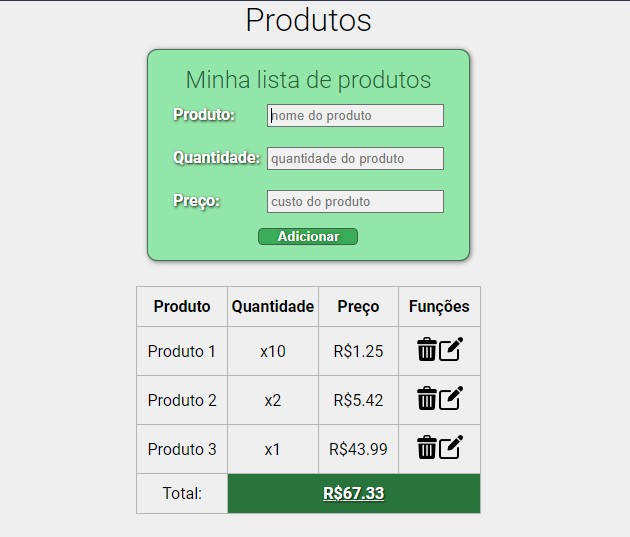 Produtos
Minha lista de produtos
Produto: nome do produto
Quantidade: quantidade do produto
Preço: custo do produto
Adicionar
Produto Quantidade Preço Funções
Produto 1 x10 R$1.25
Produto 2 x2 R$5.42
Produto 3 x1 R$43.99
Total: R$67.33